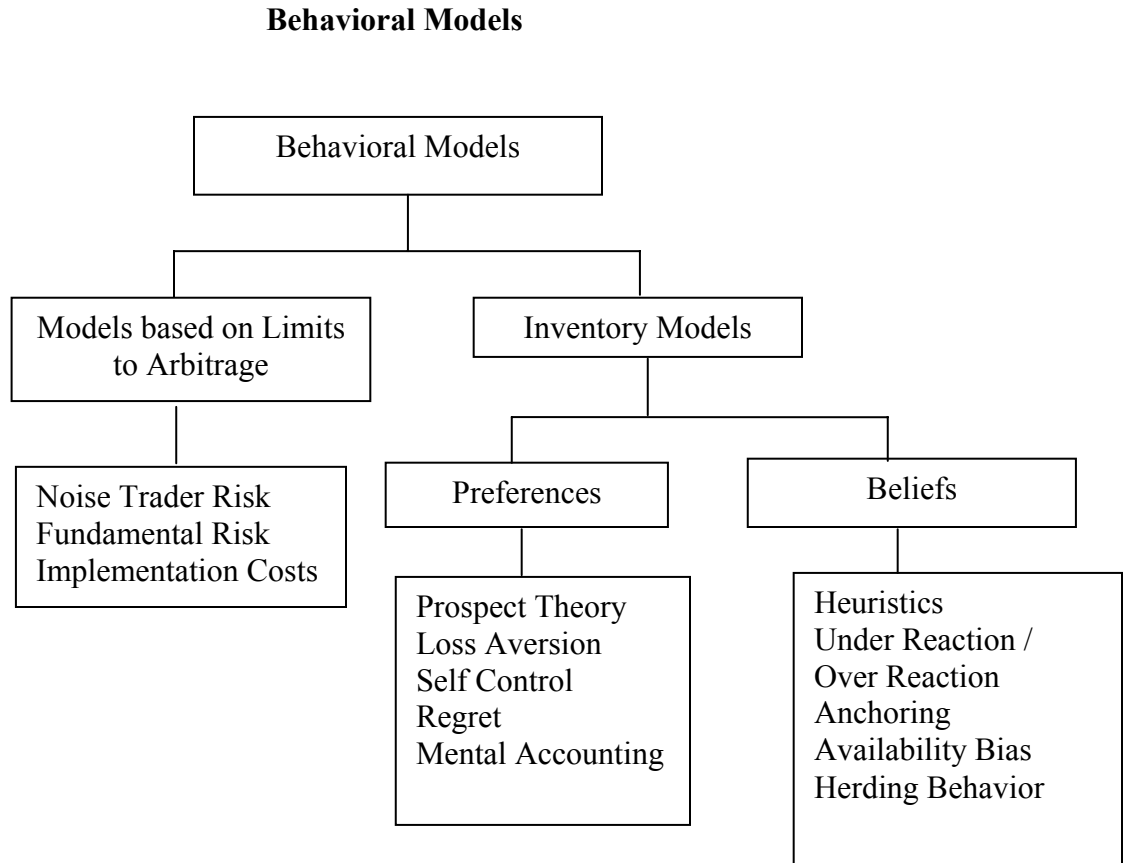 Behavioral Models
Behavioral Models
Models based on Limits
to Arbitrage
Inventory Models
Noise Trader Risk
Fundamental Risk
Implementation Costs
Preferences
Beliefs
Prospect Theory
Loss Aversion
Self Control
Regret
Mental Accounting
Heuristics
Under Reaction /
Over Reaction
Anchoring
Availability Bias
Herding Behavior